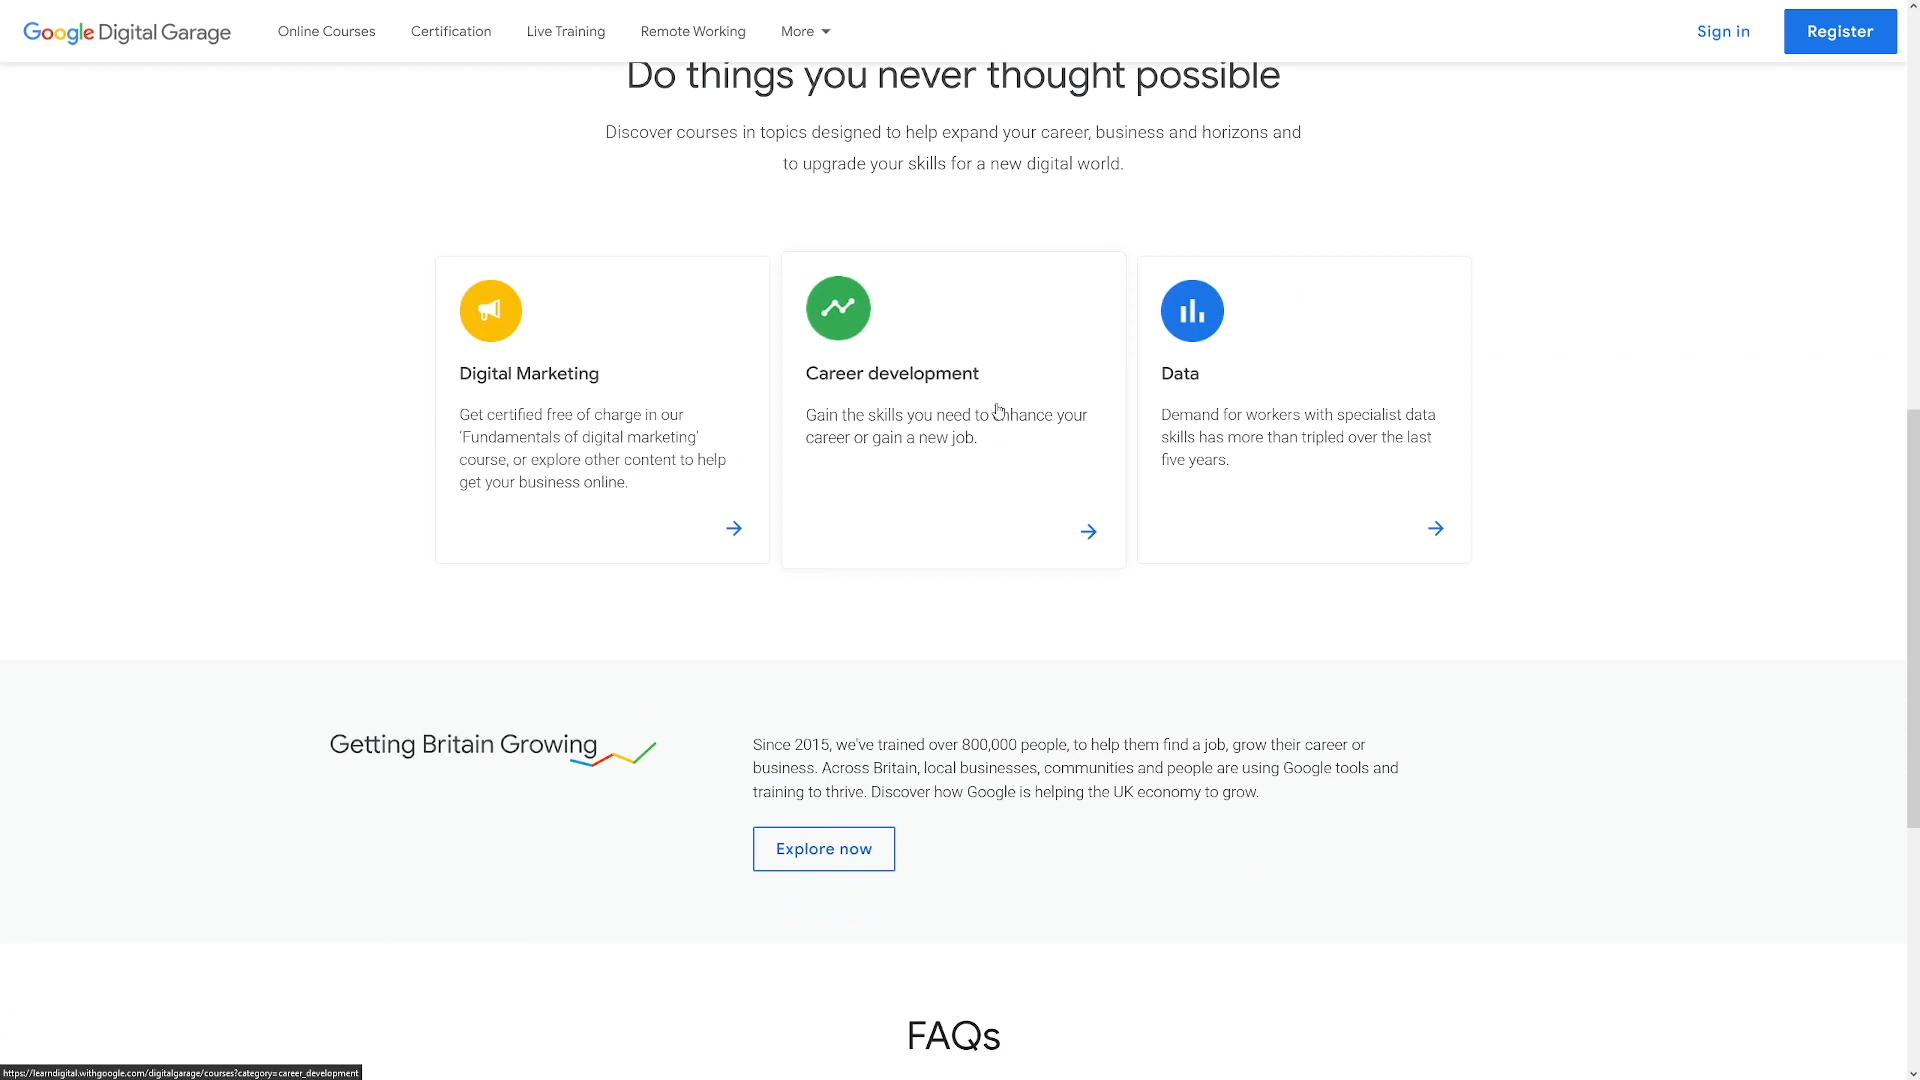 Google Digital Garage
Online Courses
Certification
Live Training
Remote Working
More
Sign in
Register
Do things you never thought possible
Discover courses in topics designed to help expand your career, business and horizons and
to upgrade your skills for a new digital world.
Digital Marketing
Get certified free of charge in our
‘Fundamentals of digital marketing’
course, or explore other content to help
get your business online.
Career development
Gain the skills you need to enhance your
career or gain a new job.
Data
Demand for workers with specialist data
skills has more than tripled over the last
five years.
Getting Britain Growing
Since 2015, we've trained over 800,000 people, to help them find a job, grow their career or
business. Across Britain, local businesses, communities and people are using Google tools and
training to thrive. Discover how Google is helping the UK economy to grow.
Explore now
FAQs
https://learndigital.withgoogle.com/digitalgarage/courses?category=career_development